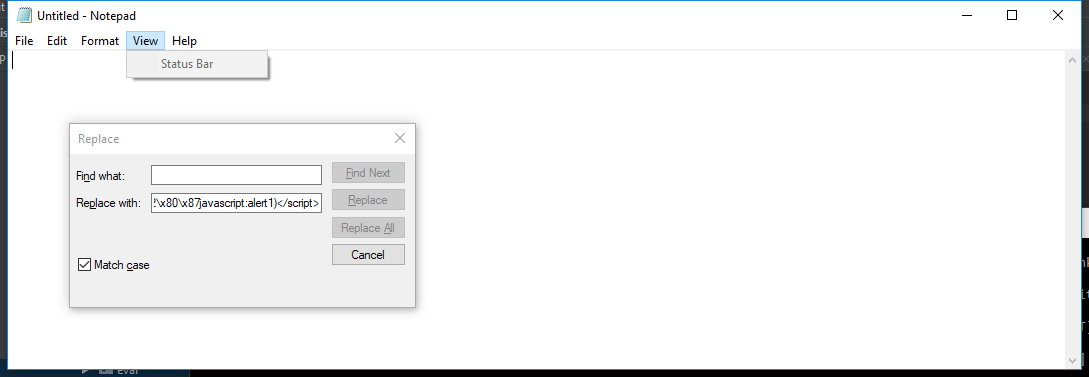 Untitled - Notepad
File Edit Format View Help
Status Bar
Replace
Find what:
Find Next
Replace with: !\x80\x87javascript:alert1)</script>
Replace
Replace All
Cancel
Match case
eval